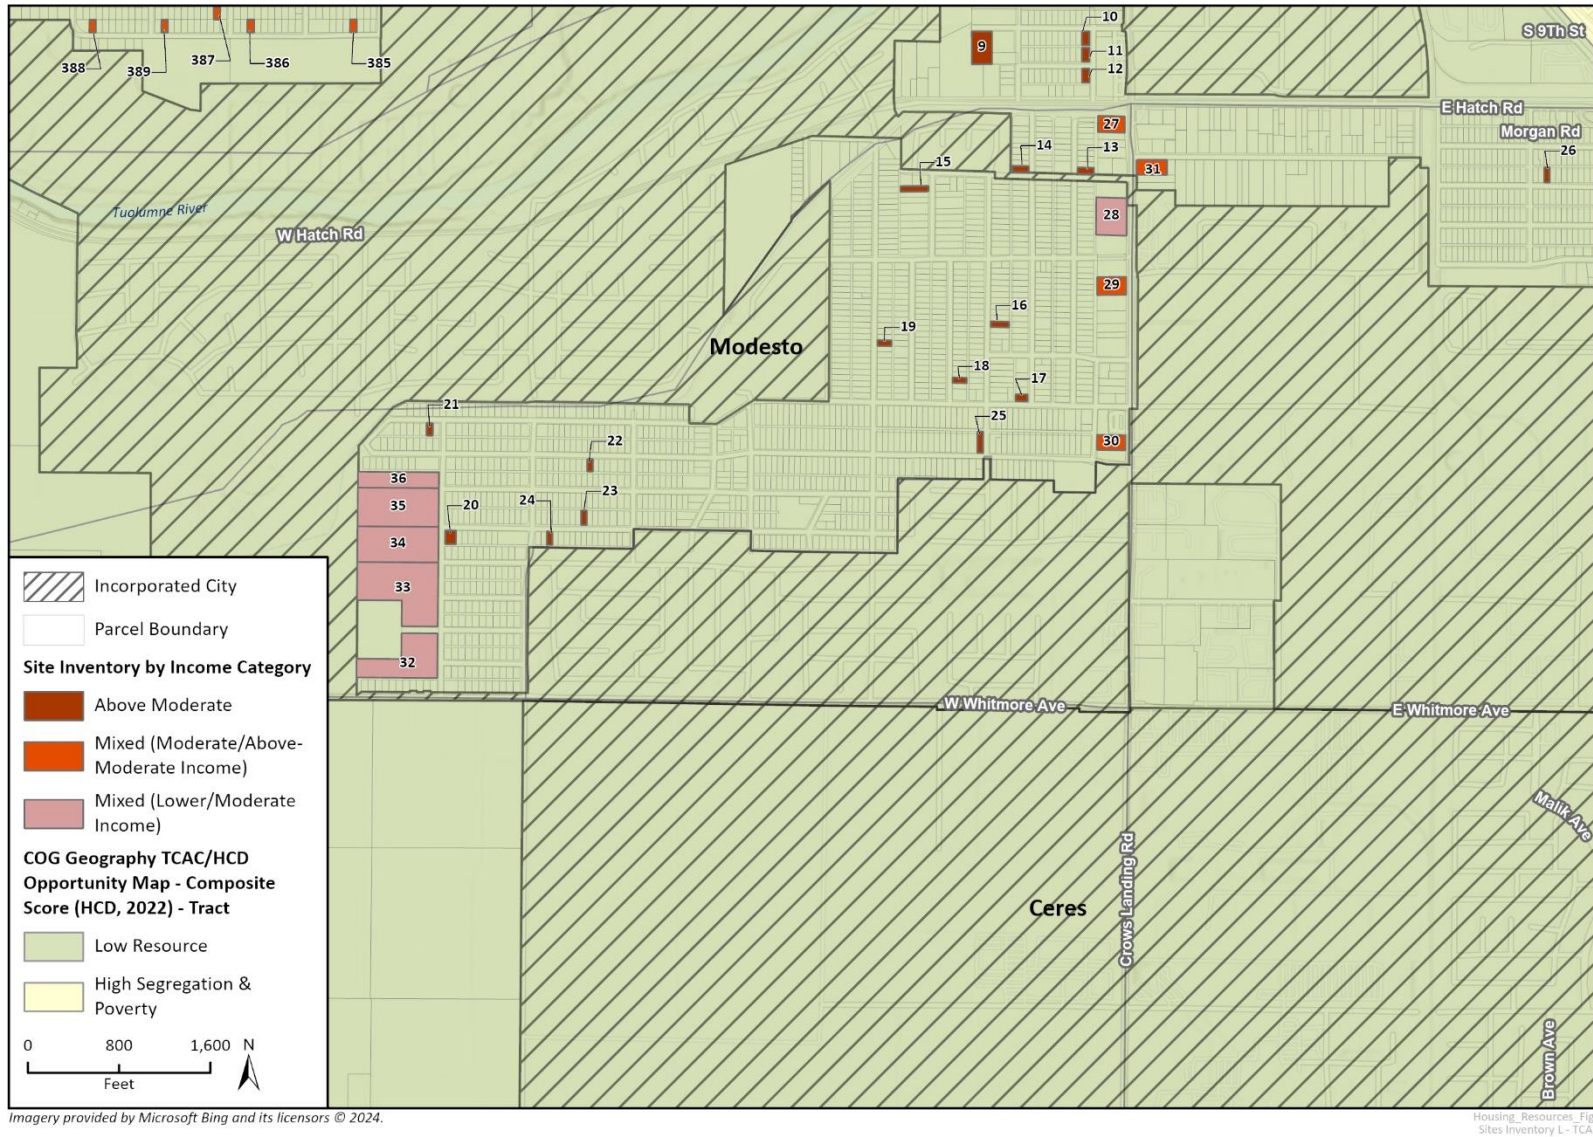 10
9
11
12
S 9Th St
388
389
387
386
385
E Hatch Rd
Morgan Rd
27
26
14
13
15
31
28
Tuolumne River
W Hatch Rd
29
16
19
Modesto
18
17
21
25
30
22
36
35
20
24
23
34
33
32
W Whitmore Ave
E Whitmore Ave
Malik Ave
Crows Landing Rd
Ceres
Brown Ave
Incorporated City
Parcel Boundary
Site Inventory by Income Category
Above Moderate
Mixed (Moderate/Above-
Moderate Income)
Mixed (Lower/Moderate
Income)
COG Geography TCAC/HCD
Opportunity Map - Composite
Score (HCD, 2022) - Tract
Low Resource
High Segregation &
Poverty
0 800 1,600 N
Feet
Imagery provided by Microsoft Bing and its licensors © 2024.
Housing_Resources_Fig
Sites Inventory L - TCA